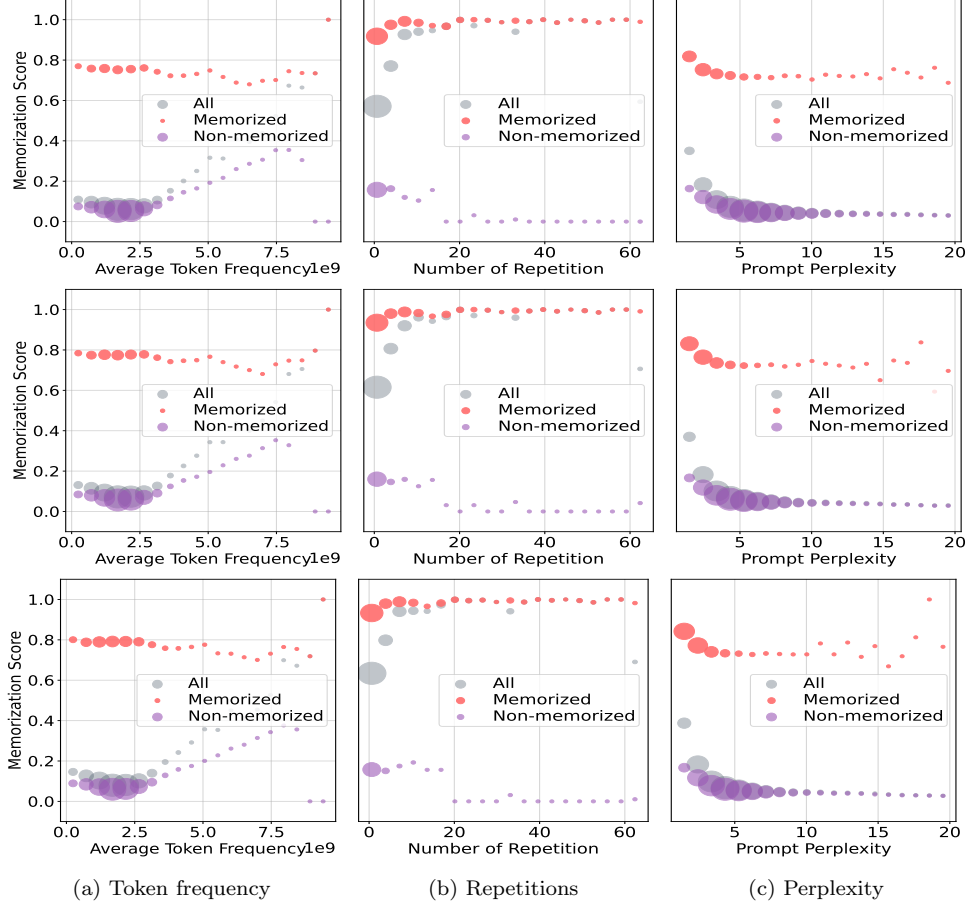 1.0
0.8
0.6
0.4
0.2
0.0
Memorization Score
All
Memorized
Non-memorized
0.0 2.5 5.0 7.5
Average Token Frequency 1e9
All
Memorized
Non-memorized
0 20 40 60
Number of Repetition
All
Memorized
Non-memorized
5 10 15 20
Prompt Perplexity
1.0
0.8
0.6
0.4
0.2
0.0
Memorization Score
All
Memorized
Non-memorized
0.0 2.5 5.0 7.5
Average Token Frequency 1e9
All
Memorized
Non-memorized
0 20 40 60
Number of Repetition
All
Memorized
Non-memorized
5 10 15 20
Prompt Perplexity
1.0
0.8
0.6
0.4
0.2
0.0
Memorization Score
All
Memorized
Non-memorized
0.0 2.5 5.0 7.5
Average Token Frequency 1e9
All
Memorized
Non-memorized
0 20 40 60
Number of Repetition
All
Memorized
Non-memorized
5 10 15 20
Prompt Perplexity
(a) Token frequency
(b) Repetitions
(c) Perplexity